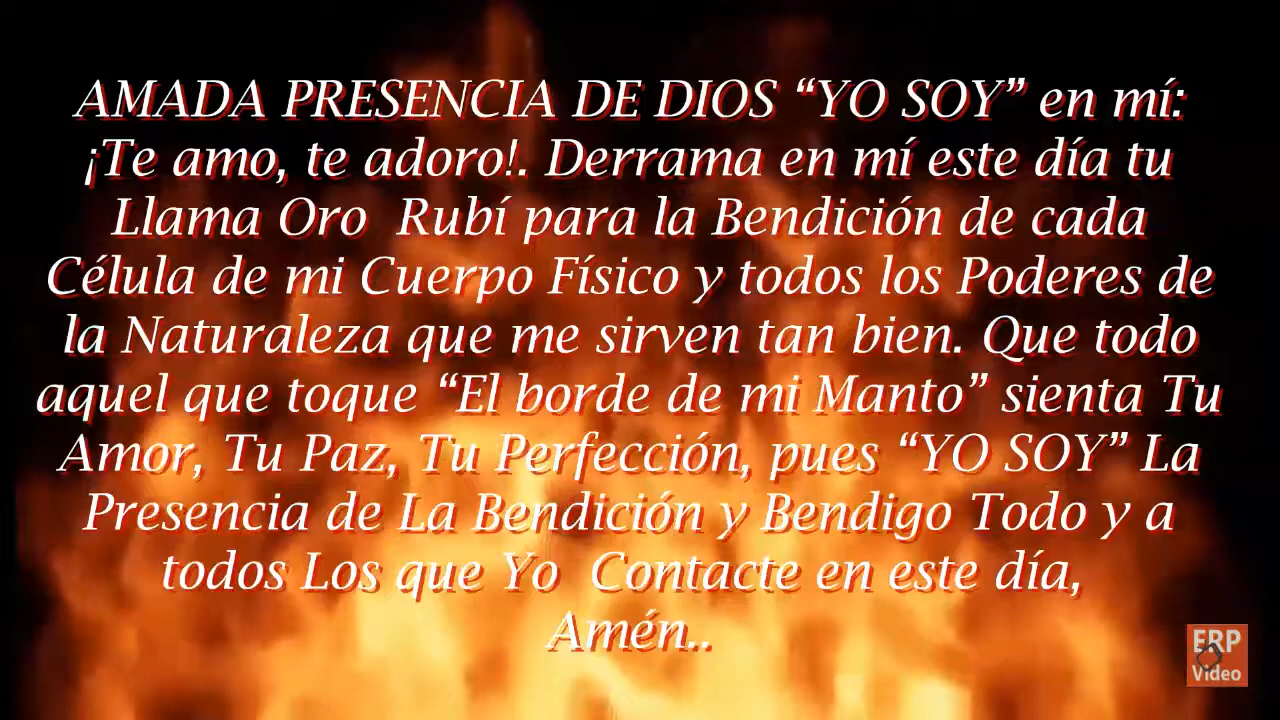 AMADA PRESENCIA DE DIOS “YO SOY” en mí:
¡Te amo, te adoro!. Derrama en mí este día tu
Llama Oro  Rubí para la Bendición de cada
Célula de mi Cuerpo Físico y todos los Poderes de
la Naturaleza que me sirven tan bien. Que todo
aquel que toque “El borde de mi Manto” sienta Tu
Amor, Tu Paz, Tu Perfección, pues “YO SOY” La
Presencia de La Bendición y Bendigo Todo y a
todos Los que Yo  Contacte en este día,
Amén..
ERP
Video